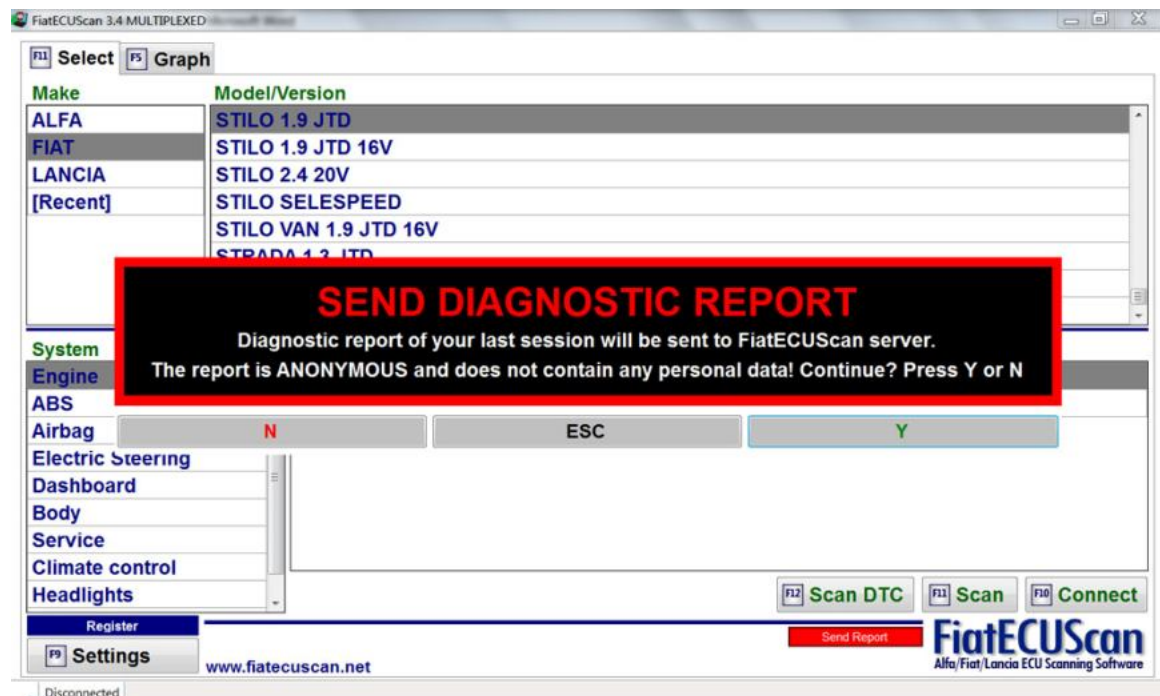 FiatECUScan 3.4 MULTIPLEXED
F11 Select F5 Graph
Make Model/Version
ALFA STILO 1.9 JTD
FIAT STILO 1.9 JTD 16V
LANCIA STILO 2.4 20V
[Recent] STILO SELESPEED
STILO VAN 1.9 JTD 16V
STRADA 1.3 JTD
SEND DIAGNOSTIC REPORT
Diagnostic report of your last session will be sent to FiatECUScan server.
The report is ANONYMOUS and does not contain any personal data! Continue? Press Y or N
N ESC Y
System
Engine
ABS
Airbag
Electric Steering
Dashboard
Body
Service
Climate control
Headlights
F12 Scan DTC F11 Scan F10 Connect
Register
F9 Settings
www.fiatecuscan.net
Send Report
FiatECUScan
Alfa/Fiat/Lancia ECU Scanning Software
Disconnected